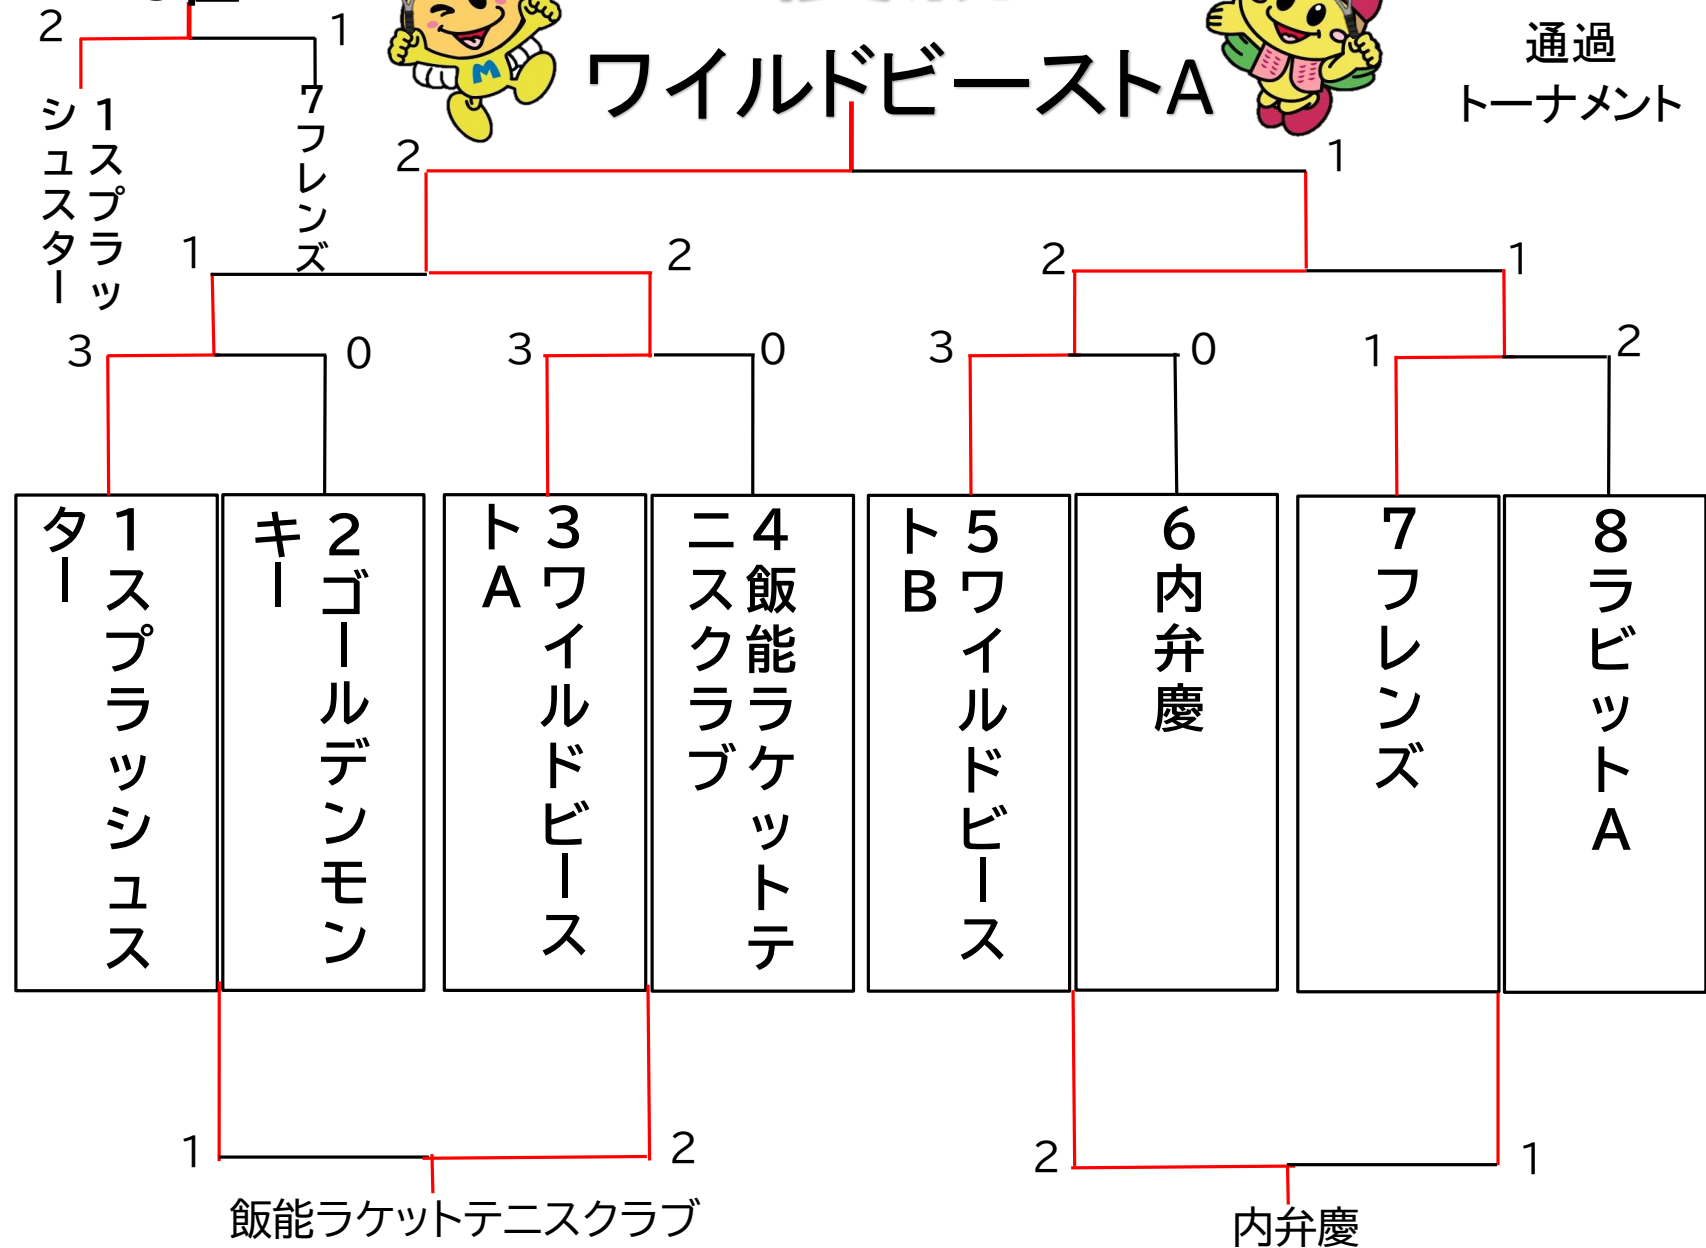 2
1
ワイルドビーストA
通過
トーナメント
1スプラッ
シュスター
7フレンズ
2
1
1
2
2
1
3
0
3
0
3
0
1
2
1スプラッシュス
ター
2ゴールデンモン
キー
3ワイルドビース
トA
4飯能ラケットテ
ニスクラブ
5ワイルドビース
トB
6内弁慶
7フレンズ
8ラビットA
1
2
2
1
飯能ラケットテニスクラブ
内弁慶
M